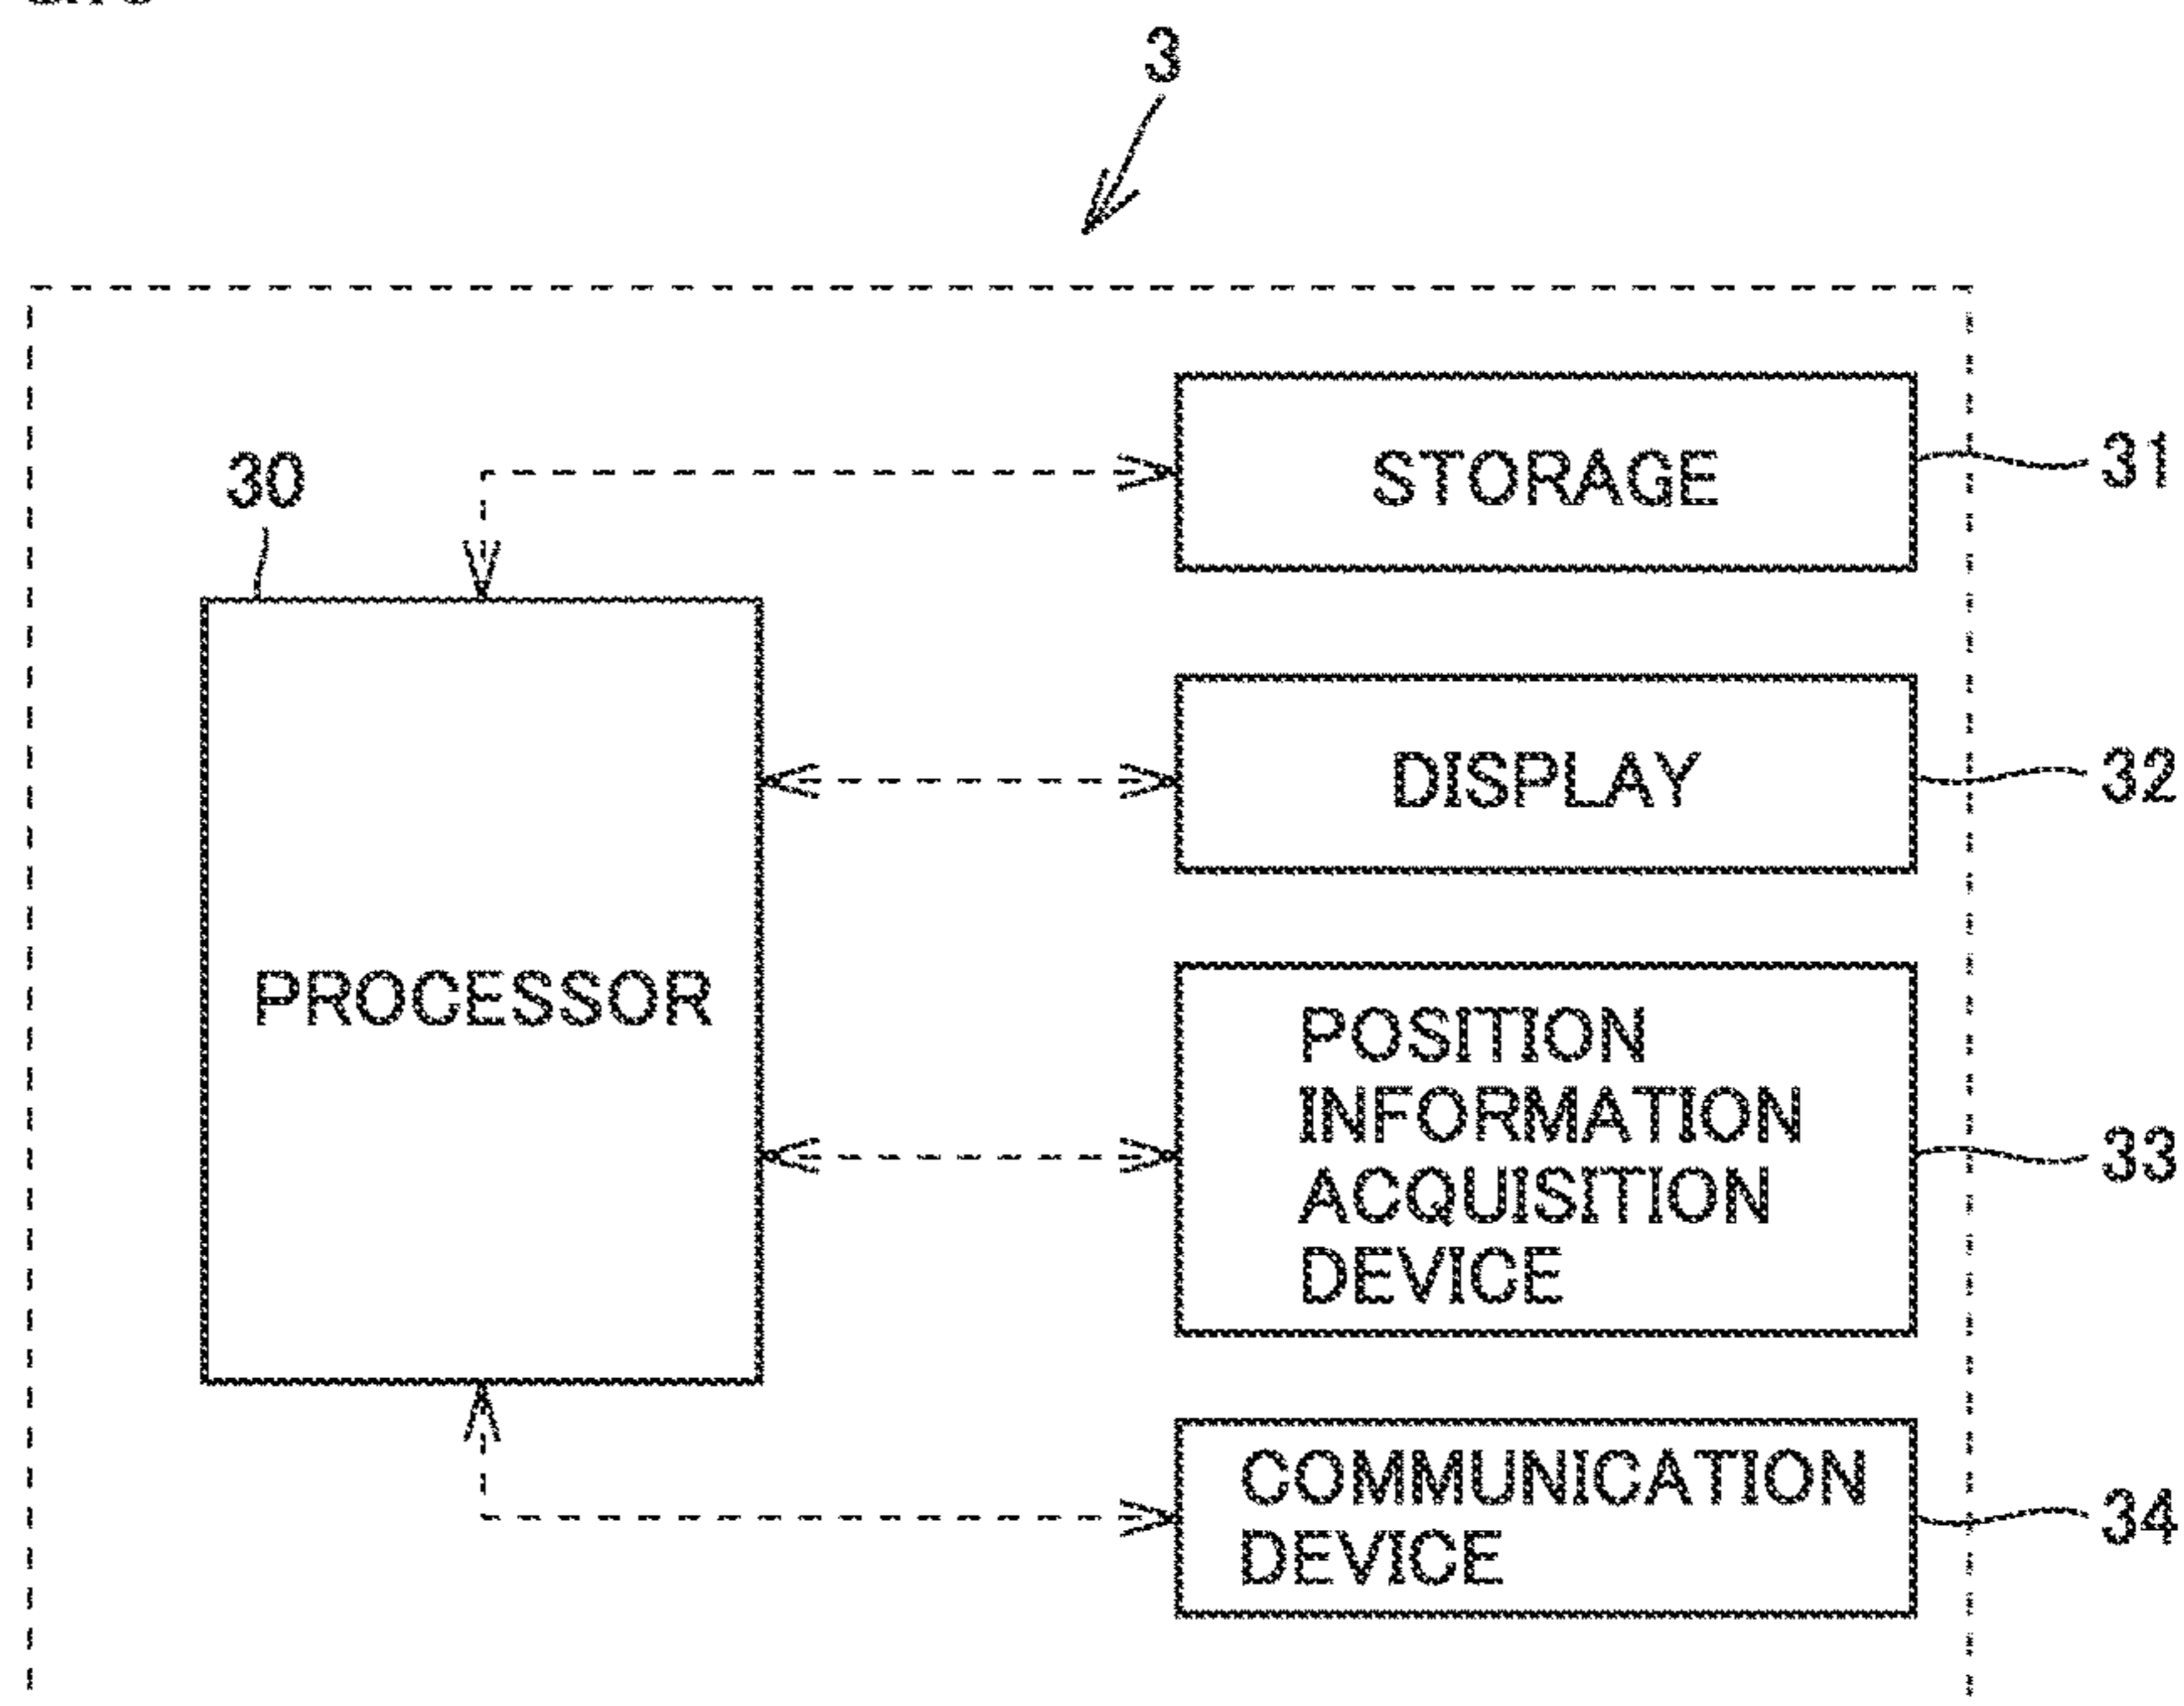 3
30
STORAGE
31
DISPLAY
32
PROCESSOR
POSITION
INFORMATION
ACQUISITION
DEVICE
33
COMMUNICATION
DEVICE
34